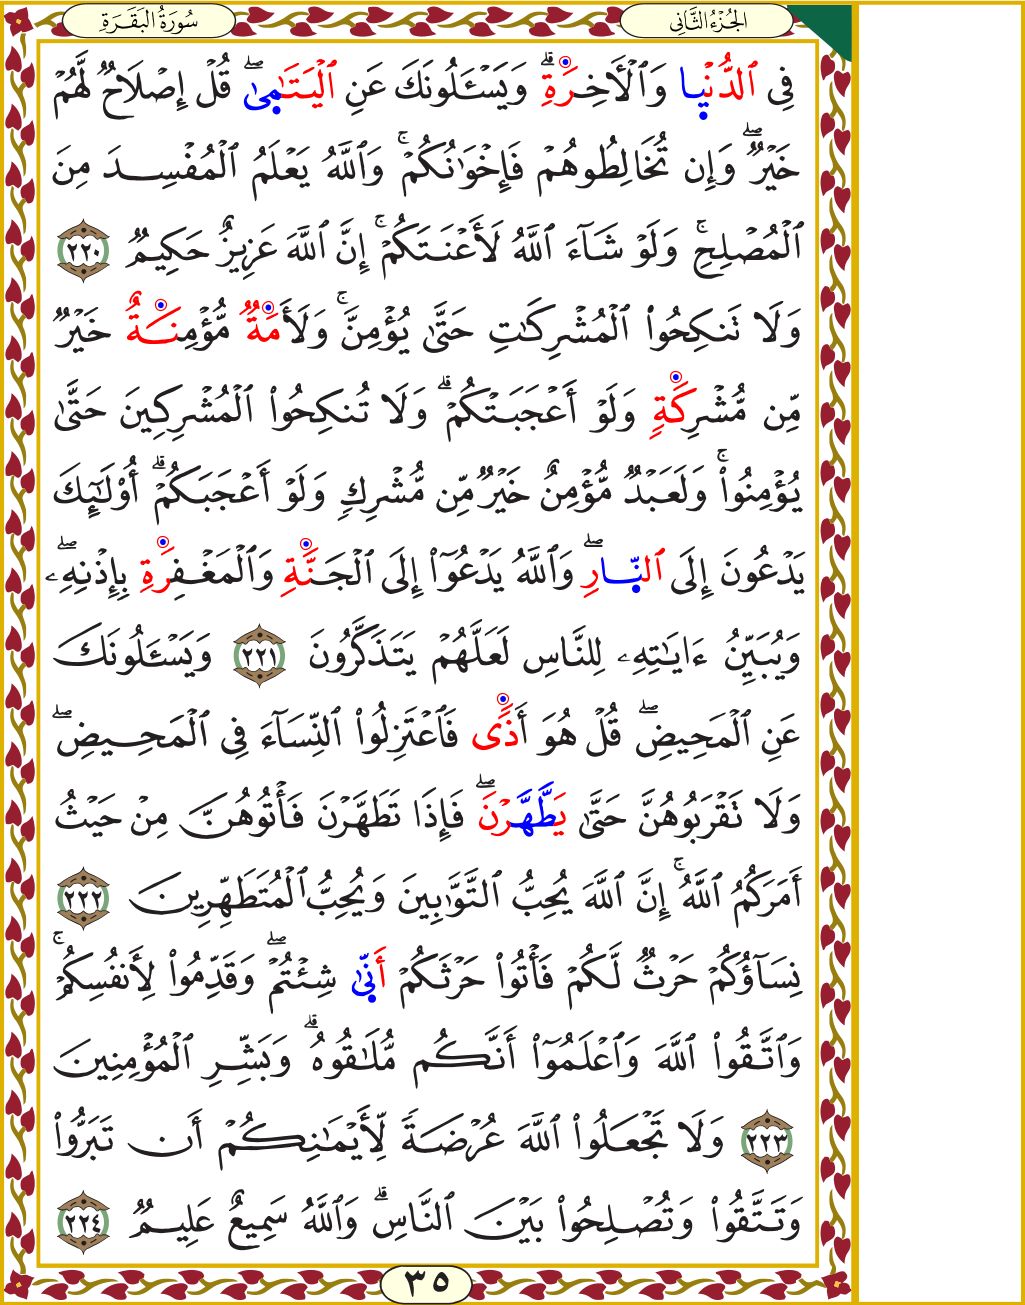 الجُزْءُ الثَّانِي
سُورَةُ البَقَرَةِ
فِي ٱلدُّنۡيَا وَٱلۡأٓخِرَةِۗ وَيَسۡـَٔلُونَكَ عَنِ ٱلۡيَتَٰمَىٰۖ قُلۡ إِصۡلَاحٞ لَّهُمۡ
خَيۡرٞۖ وَإِن تُخَالِطُوهُمۡ فَإِخۡوَٰنُكُمۡۚ وَٱللَّهُ يَعۡلَمُ ٱلۡمُفۡسِدَ مِنَ
ٱلۡمُصۡلِحِۚ وَلَوۡ شَآءَ ٱللَّهُ لَأَعۡنَتَكُمۡۚ إِنَّ ٱللَّهَ عَزِيزٌ حَكِيمٞ ٢٢٠
وَلَا تَنكِحُواْ ٱلۡمُشۡرِكَٰتِ حَتَّىٰ يُؤۡمِنَّۚ وَلَأَمَةٞ مُّؤۡمِنَةٌ خَيۡرٞ
مِّن مُّشۡرِكَةٖ وَلَوۡ أَعۡجَبَتۡكُمۡۗ وَلَا تُنكِحُواْ ٱلۡمُشۡرِكِينَ حَتَّىٰ
يُؤۡمِنُواْۚ وَلَعَبۡدٞ مُّؤۡمِنٌ خَيۡرٞ مِّن مُّشۡرِكٖ وَلَوۡ أَعۡجَبَكُمۡۗ أُوْلَٰٓئِكَ
يَدۡعُونَ إِلَى ٱلنَّارِۖ وَٱللَّهُ يَدۡعُوٓاْ إِلَى ٱلۡجَنَّةِ وَٱلۡمَغۡفِرَةِ بِإِذۡنِهِۦۖ
وَيُبَيِّنُ ءَايَٰتِهِۦ لِلنَّاسِ لَعَلَّهُمۡ يَتَذَكَّرُونَ ٢٢١ وَيَسۡـَٔلُونَكَ
عَنِ ٱلۡمَحِيضِۖ قُلۡ هُوَ أَذٗى فَٱعۡتَزِلُواْ ٱلنِّسَآءَ فِي ٱلۡمَحِيضِۖ
وَلَا تَقۡرَبُوهُنَّ حَتَّىٰ يَطَّهَّرۡنَۖ فَإِذَا تَطَهَّرۡنَ فَأۡتُوهُنَّ مِنۡ حَيۡثُ
أَمَرَكُمُ ٱللَّهُۚ إِنَّ ٱللَّهَ يُحِبُّ ٱلتَّوَّٰبِينَ وَيُحِبُّ ٱلۡمُتَطَهِّرِينَ ٢٢٢
نِسَآؤُكُمۡ حَرۡثٞ لَّكُمۡ فَأۡتُواْ حَرۡثَكُمۡ أَنَّىٰ شِئۡتُمۡۖ وَقَدِّمُواْ لِأَنفُسِكُمۡۚ
وَٱتَّقُواْ ٱللَّهَ وَٱعۡلَمُوٓاْ أَنَّكُم مُّلَٰقُوهُۗ وَبَشِّرِ ٱلۡمُؤۡمِنِينَ
٢٢٣ وَلَا تَجۡعَلُواْ ٱللَّهَ عُرۡضَةٗ لِّأَيۡمَٰنِكُمۡ أَن تَبَرُّواْ
وَتَتَّقُواْ وَتُصۡلِحُواْ بَيۡنَ ٱلنَّاسِۚ وَٱللَّهُ سَمِيعٌ عَلِيمٞ ٢٢٤
٣٥